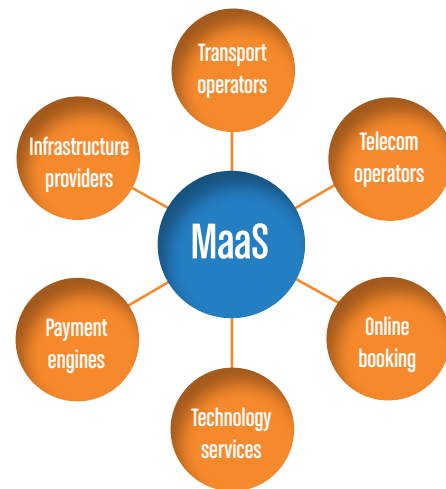 Transport
operators
Infrastructure
providers
Telecom
operators
MaaS
Payment
engines
Online
booking
Technology
services